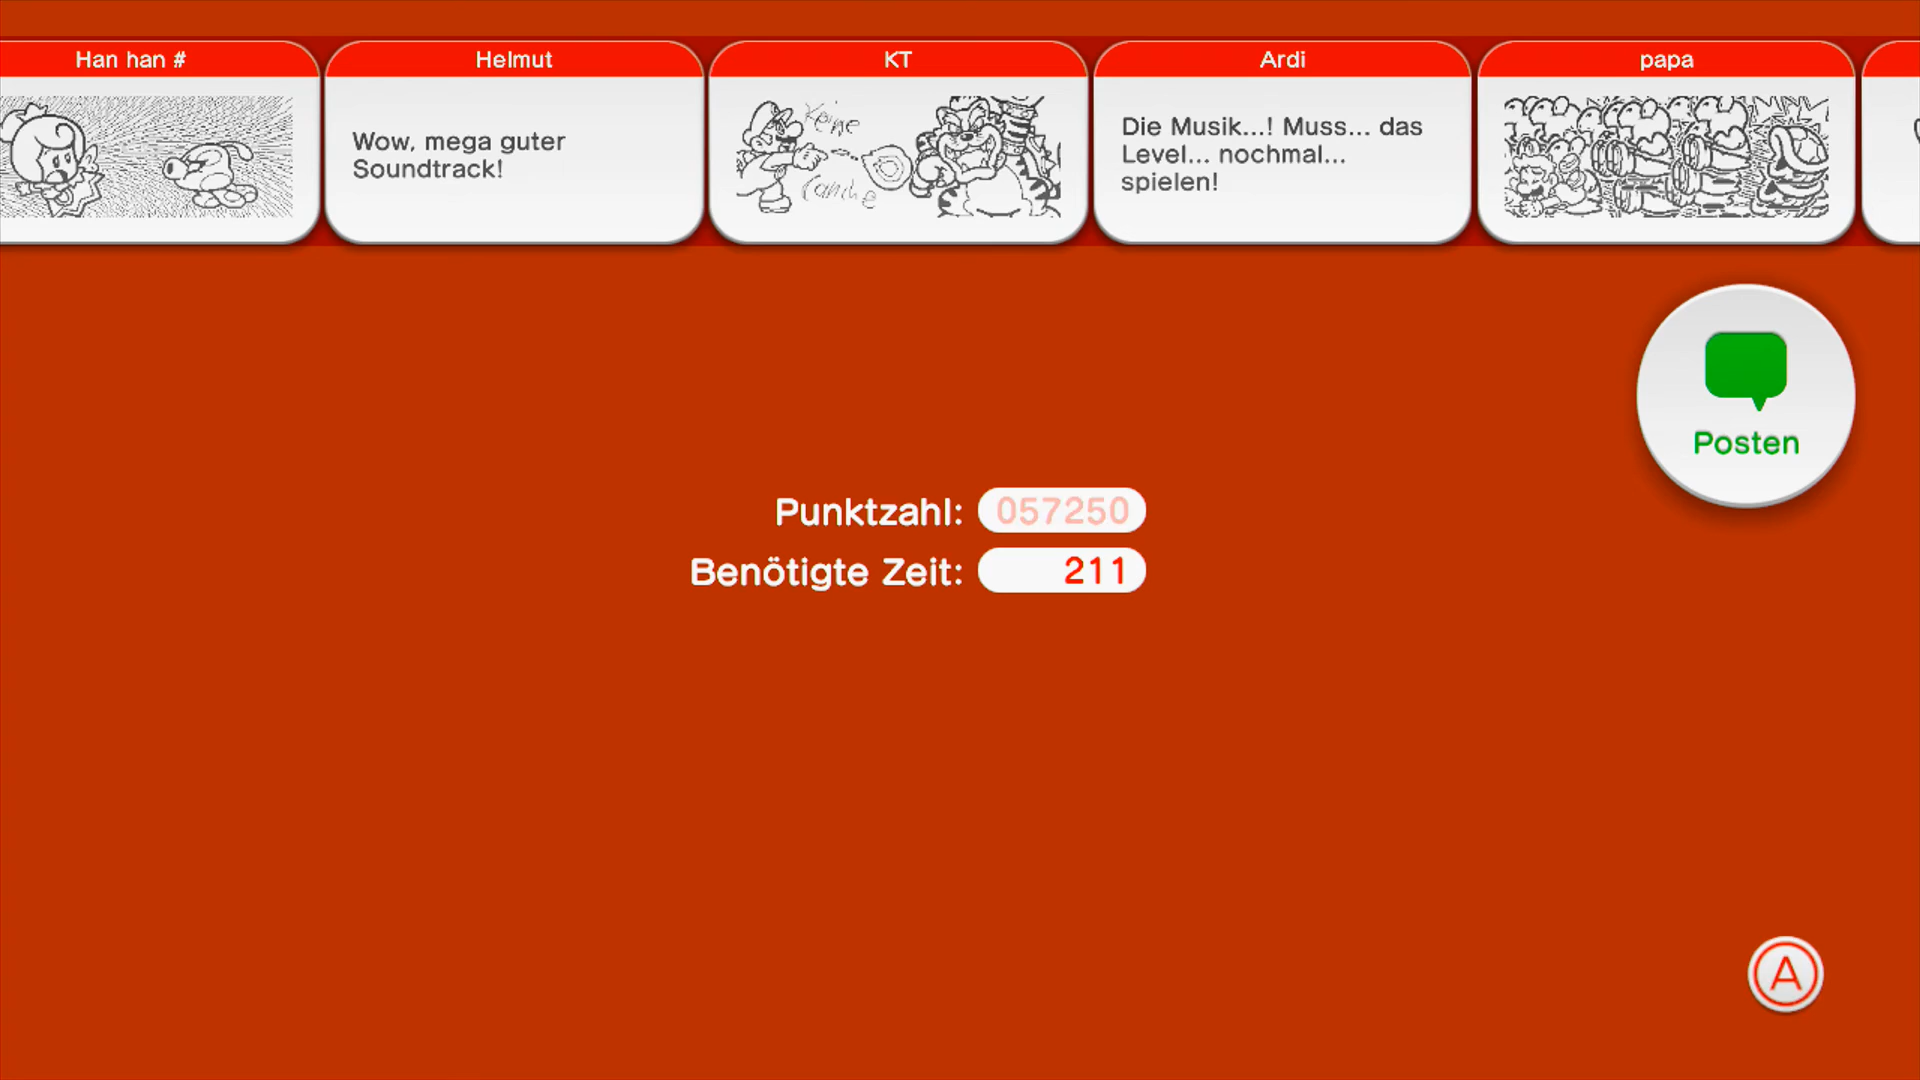 Han han #
Helmut
Wow, mega guter
Soundtrack!
KT
Keine
Ardi
Die Musik...! Muss... das
Level... nochmal...
spielen!
papa
Posten
Punktzahl: 057250
Benötigte Zeit: 211
A